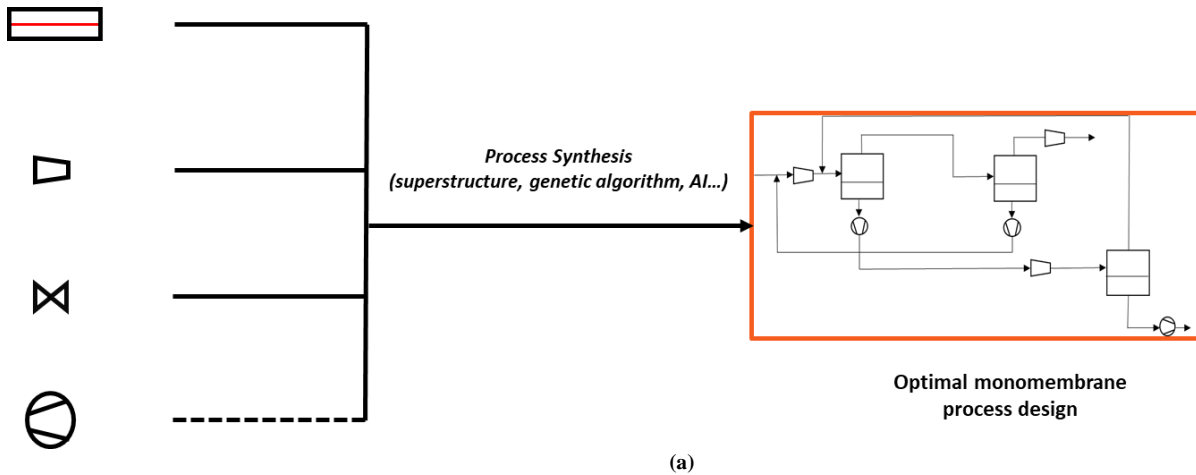 Process Synthesis
(superstructure, genetic algorithm, AI…)
Optimal monomembrane
process design
(a)